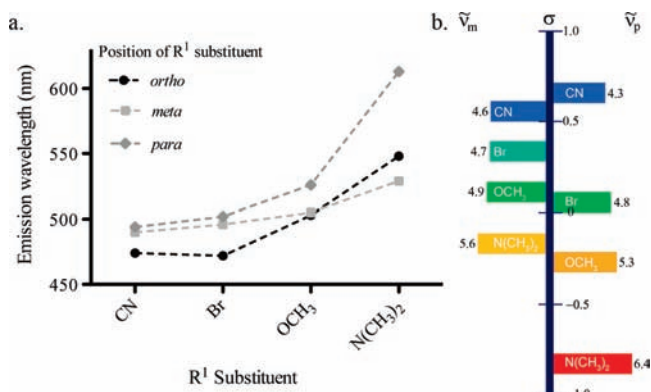 a.
Position of R¹ substituent
ortho
meta
para
Emission wavelength (nm)
600
550
500
450
CN
Br
OCH₃
N(CH₃)₂
R¹ Substituent
b.
ṽₘ σ ṽₚ
1.0
CN 4.3
4.6 CN
0.5
4.7 Br
4.9 OCH₃
Br 4.8
0
5.6 N(CH₃)₂
OCH₃ 5.3
−0.5
N(CH₃)₂ 6.4
−1.0